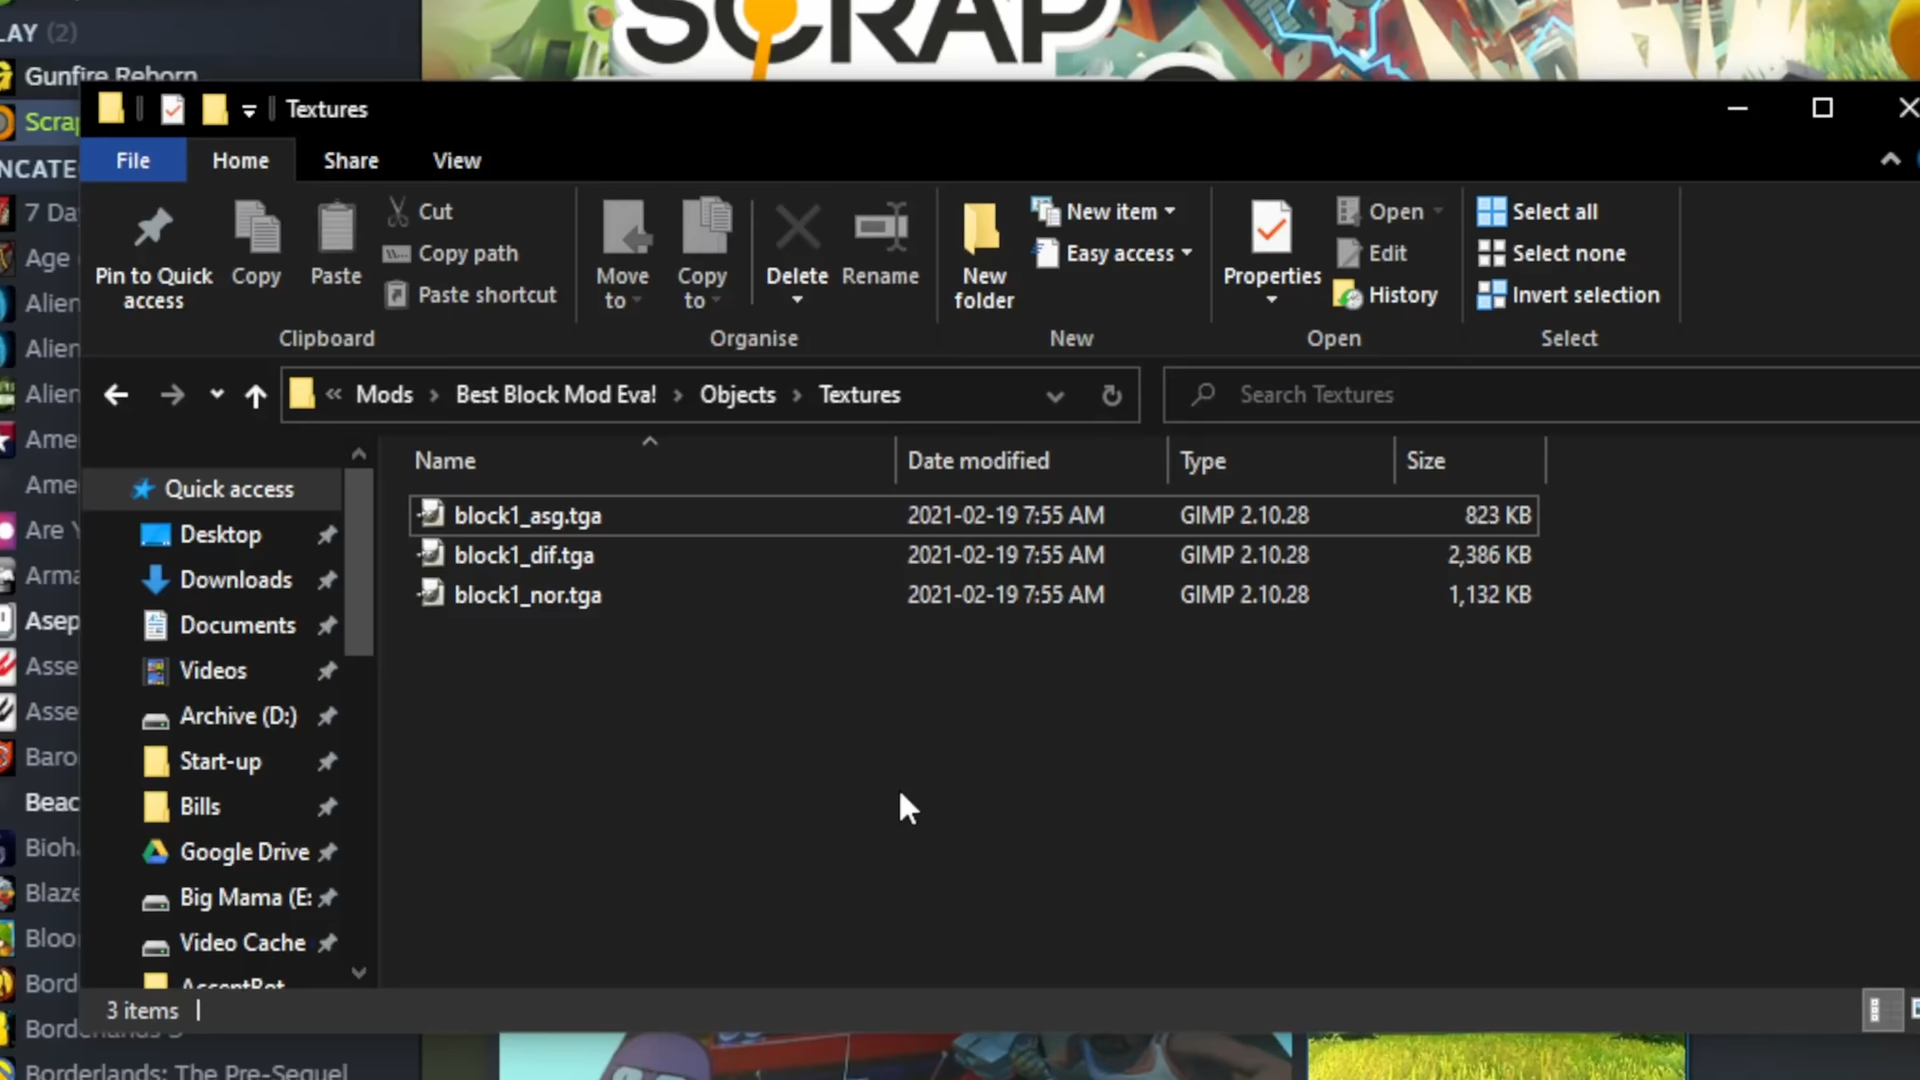 LAY (2)
SCRAP
Gunfire Reborn
Textures
Scrap
File Home Share View
NCATE
Pin to Quick access
Copy
Paste
Cut
Copy path
Paste shortcut
Move to
Copy to
Delete
Rename
New folder
New item
Easy access
Properties
Open
Edit
History
Select all
Select none
Invert selection
Clipboard Organise New Open Select
« Mods › Best Block Mod Eva! › Objects › Textures
Search Textures
Name Date modified Type Size
block1_asg.tga 2021-02-19 7:55 AM GIMP 2.10.28 823 KB
block1_dif.tga 2021-02-19 7:55 AM GIMP 2.10.28 2,386 KB
block1_nor.tga 2021-02-19 7:55 AM GIMP 2.10.28 1,132 KB
Quick access
Desktop
Downloads
Documents
Videos
Archive (D:)
Start-up
Bills
Google Drive
Big Mama (E:
Video Cache
AccentBot
3 items
7 Da
Age
Alien
Alien
Alien
Ame
Ame
Are Y
Arma
Asep
Asse
Asse
Baro
Beac
Bioha
Blaze
Bloo
Bord
Borderlands 3
Borderlands: The Pre-Sequel